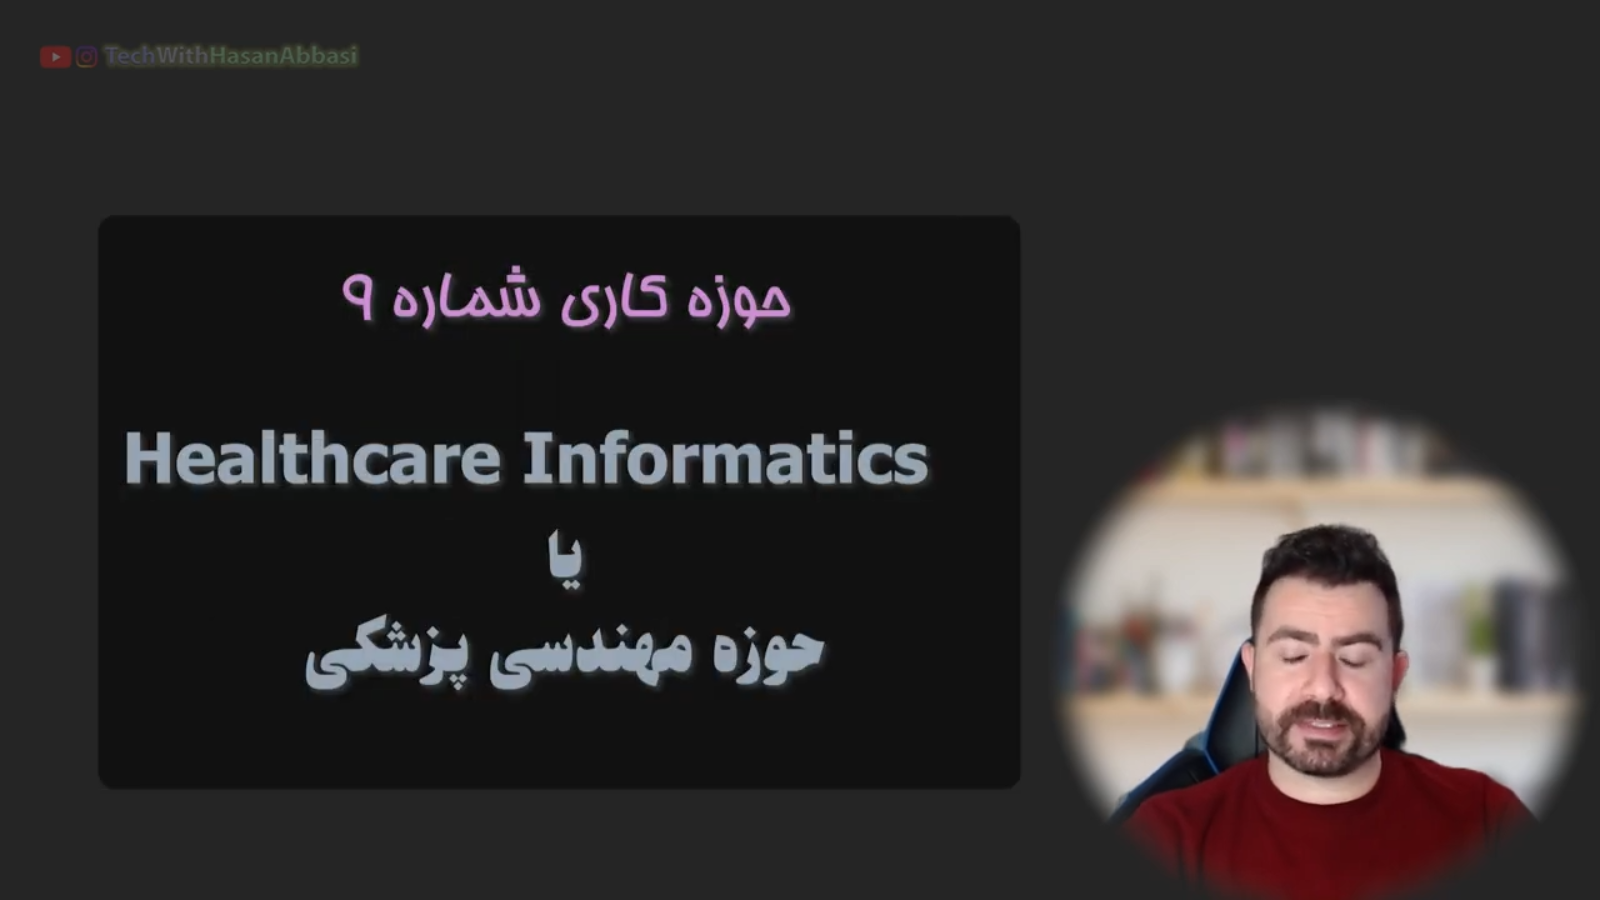 TechWithHasanAbbasi
حوزه کاری شماره ۹
Healthcare Informatics
یا
حوزه مهندسی پزشکی